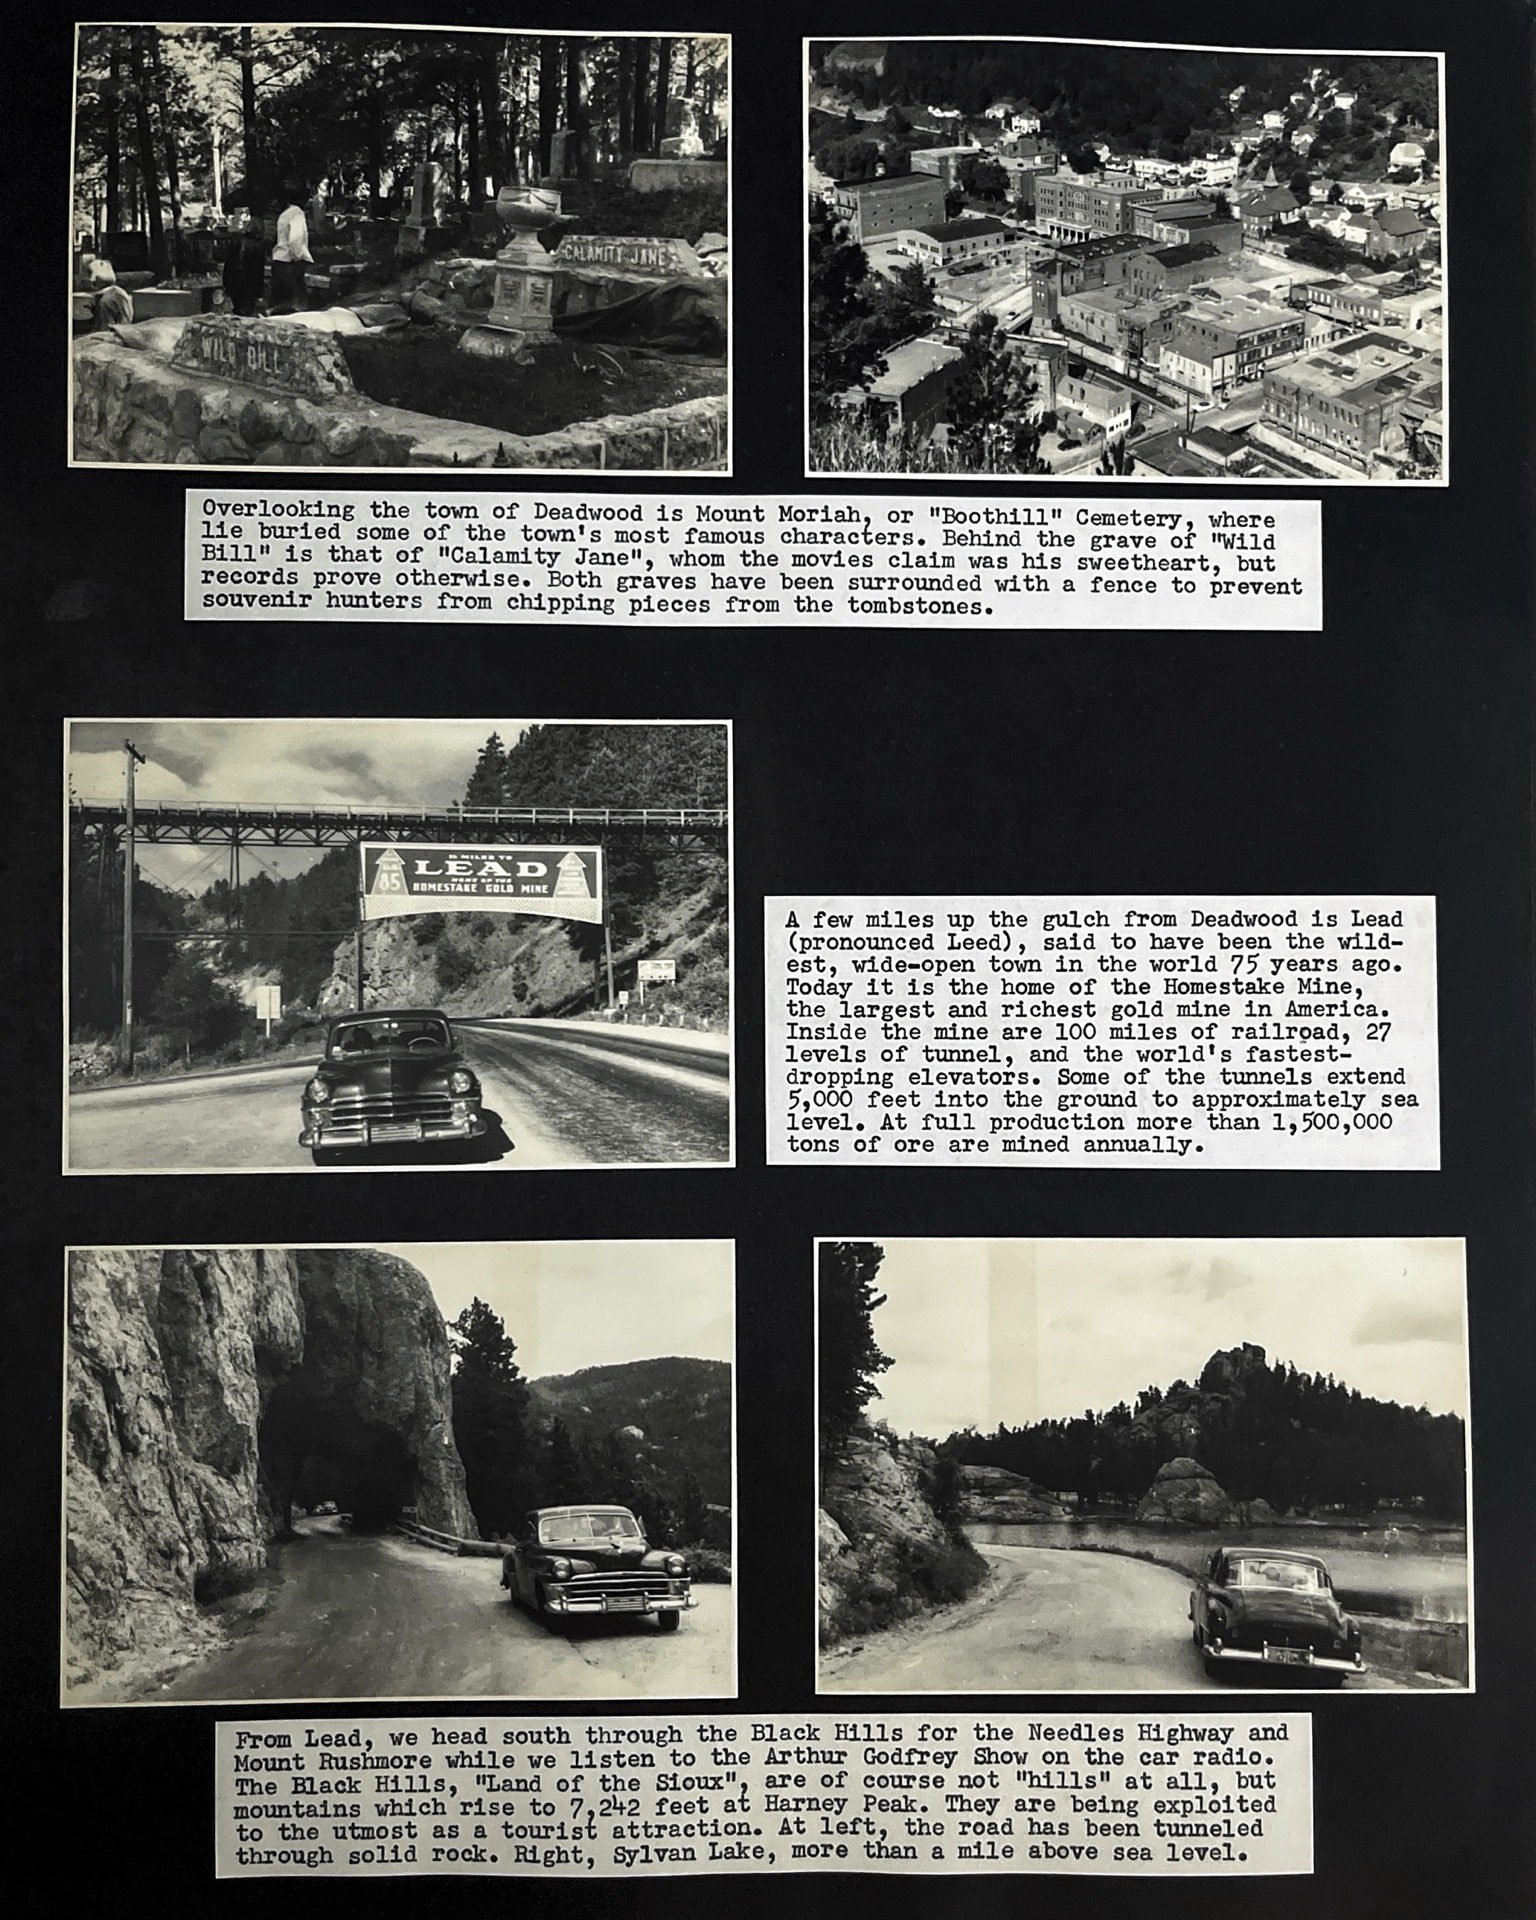 CALAMITY JANE
WILD BILL
Overlooking the town of Deadwood is Mount Moriah, or "Boothill" Cemetery, where
lie buried some of the town's most famous characters. Behind the grave of "Wild
Bill" is that of "Calamity Jane", whom the movies claim was his sweetheart, but
records prove otherwise. Both graves have been surrounded with a fence to prevent
souvenir hunters from chipping pieces from the tombstones.
MILES TO
LEAD
HOME OF THE
HOMESTAKE GOLD MINE
85
A few miles up the gulch from Deadwood is Lead
(pronounced Leed), said to have been the wild-
est, wide-open town in the world 75 years ago.
Today it is the home of the Homestake Mine,
the largest and richest gold mine in America.
Inside the mine are 100 miles of railroad, 27
levels of tunnel, and the world's fastest-
dropping elevators. Some of the tunnels extend
5,000 feet into the ground to approximately sea
level. At full production more than 1,500,000
tons of ore are mined annually.
From Lead, we head south through the Black Hills for the Needles Highway and
Mount Rushmore while we listen to the Arthur Godfrey Show on the car radio.
The Black Hills, "Land of the Sioux", are of course not "hills" at all, but
mountains which rise to 7,242 feet at Harney Peak. They are being exploited
to the utmost as a tourist attraction. At left, the road has been tunneled
through solid rock. Right, Sylvan Lake, more than a mile above sea level.